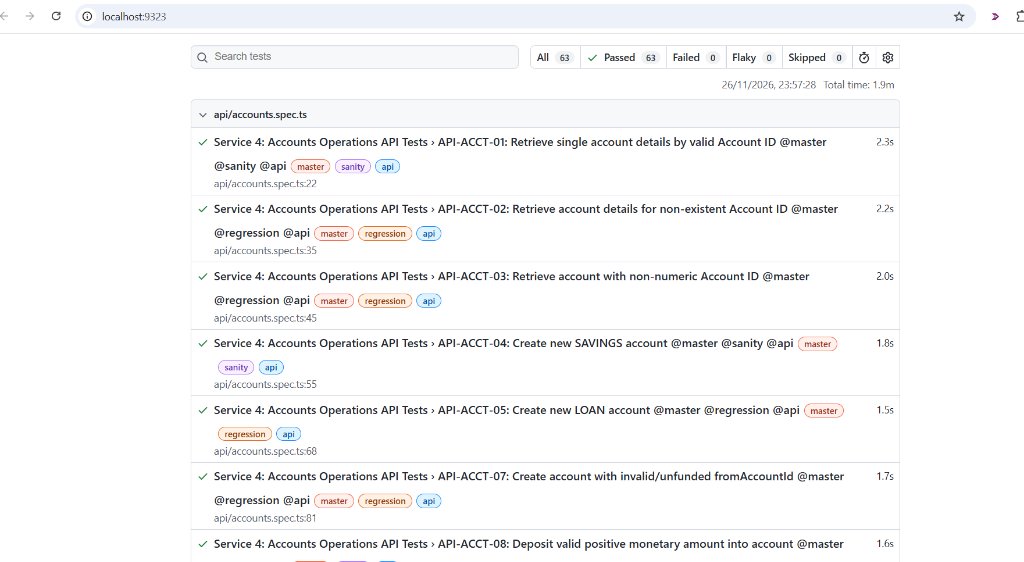 localhost:9323
Search tests
All 63 Passed 63 Failed 0 Flaky 0 Skipped 0
26/11/2026, 23:57:28 Total time: 1.9m
api/accounts.spec.ts
Service 4: Accounts Operations API Tests › API-ACCT-01: Retrieve single account details by valid Account ID @master 2.3s
@sanity @api master sanity api
api/accounts.spec.ts:22
Service 4: Accounts Operations API Tests › API-ACCT-02: Retrieve account details for non-existent Account ID @master 2.2s
@regression @api master regression api
api/accounts.spec.ts:35
Service 4: Accounts Operations API Tests › API-ACCT-03: Retrieve account with non-numeric Account ID @master 2.0s
@regression @api master regression api
api/accounts.spec.ts:45
Service 4: Accounts Operations API Tests › API-ACCT-04: Create new SAVINGS account @master @sanity @api master 1.8s
sanity api
api/accounts.spec.ts:55
Service 4: Accounts Operations API Tests › API-ACCT-05: Create new LOAN account @master @regression @api master 1.5s
regression api
api/accounts.spec.ts:68
Service 4: Accounts Operations API Tests › API-ACCT-07: Create account with invalid/unfunded fromAccountId @master 1.7s
@regression @api master regression api
api/accounts.spec.ts:81
Service 4: Accounts Operations API Tests › API-ACCT-08: Deposit valid positive monetary amount into account @master 1.6s